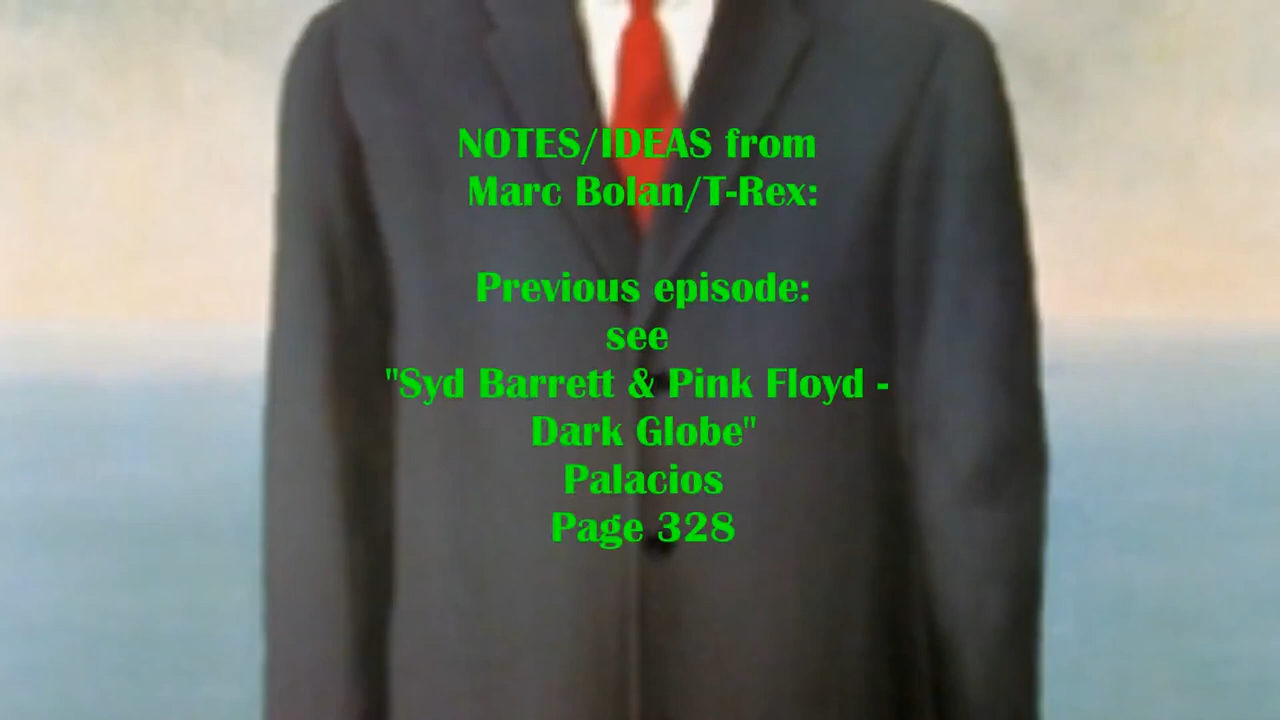 NOTES/IDEAS from
Marc Bolan/T-Rex:
Previous episode:
see
"Syd Barrett & Pink Floyd -
Dark Globe"
Palacios
Page 328